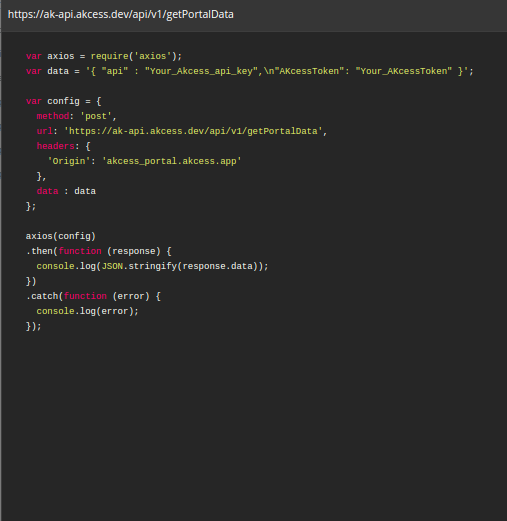 https://ak-api.akcess.dev/api/v1/getPortalData
var axios = require('axios');
var data = '{ "api" : "Your_Akcess_api_key",\n"AKcessToken": "Your_AKcessToken" }';
var config = {
method: 'post',
url: 'https://ak-api.akcess.dev/api/v1/getPortalData',
headers: {
'Origin': 'akcess_portal.akcess.app'
},
data : data
};
axios(config)
.then(function (response) {
console.log(JSON.stringify(response.data));
})
.catch(function (error) {
console.log(error);
});